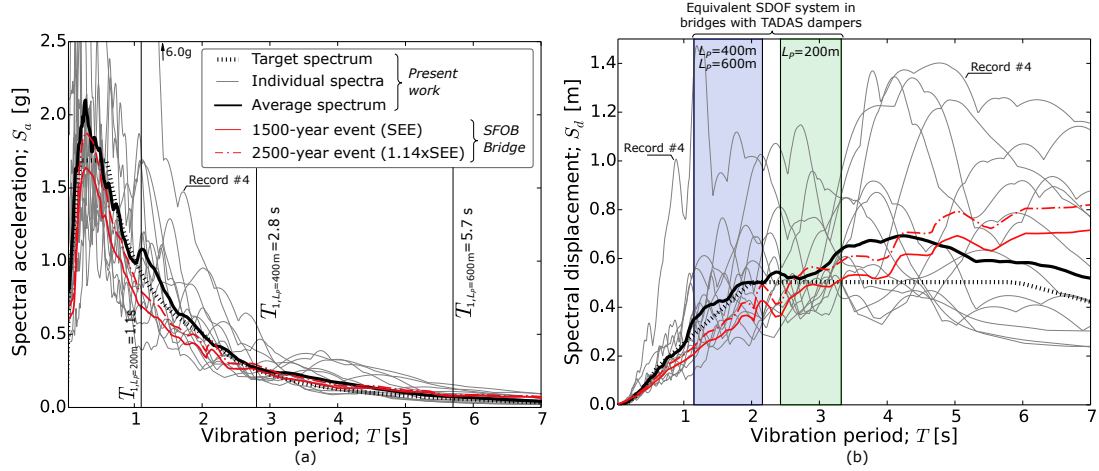 Equivalent SDOF system in
bridges with TADAS dampers
2.5
2.0
1.5
1.0
0.5
0.0
Spectral acceleration; Sa [g]
6.0g
Target spectrum
Individual spectra
Average spectrum
Present
work
1500-year event (SEE)
2500-year event (1.14xSEE)
SFOB
Bridge
Record #4
T1,LP=200m=1.1s
T1,LP=400m=2.8 s
T1,LP=600m=5.7 s
1 2 3 4 5 6 7
Vibration period; T [s]
(a)
1.4
1.2
1.0
0.8
0.6
0.4
0.2
0.0
Spectral displacement; Sd [m]
LP=400m
LP=600m
LP=200m
Record #4
Record #4
1 2 3 4 5 6 7
Vibration period; T [s]
(b)